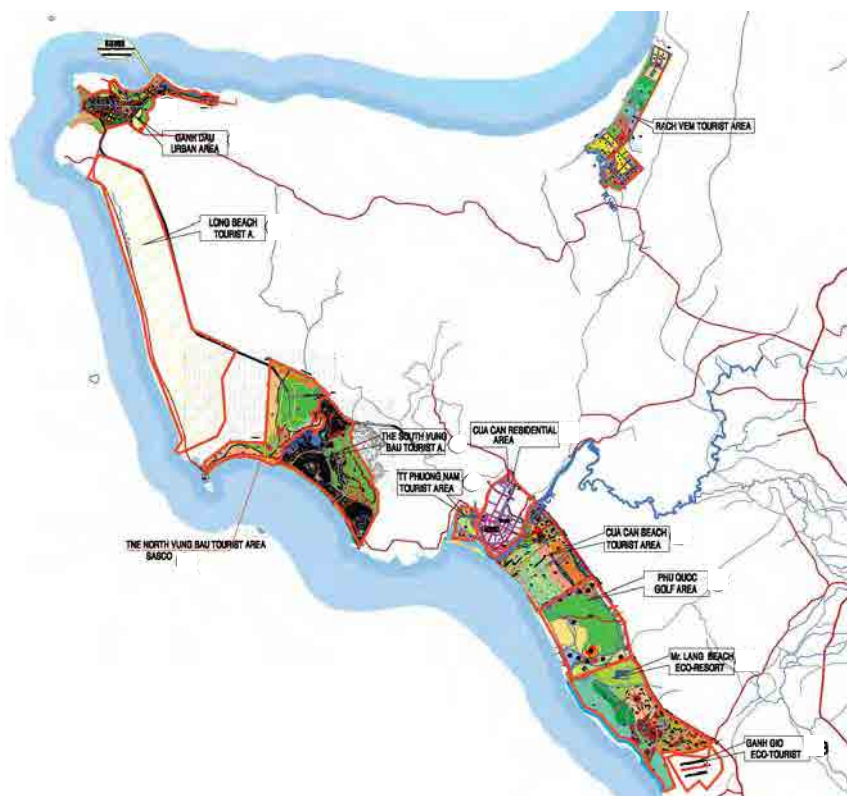 GANH DAU
URBAN AREA
RACH VEM TOURIST AREA
LONG BEACH
TOURIST A.
THE SOUTH VUNG
BAU TOURIST A.
CUA CAN RESIDENTIAL
AREA
TT PHUONG NAM
TOURIST AREA
TNE NORTH VUNG BAU TOURIST AREA
SASCO
CUA CAN BEACH
TOURIST AREA
PHU QUOC
GOLF AREA
Mr. LANG BEACH
ECO-RESORT
GANH GIO
ECO-TOURIST